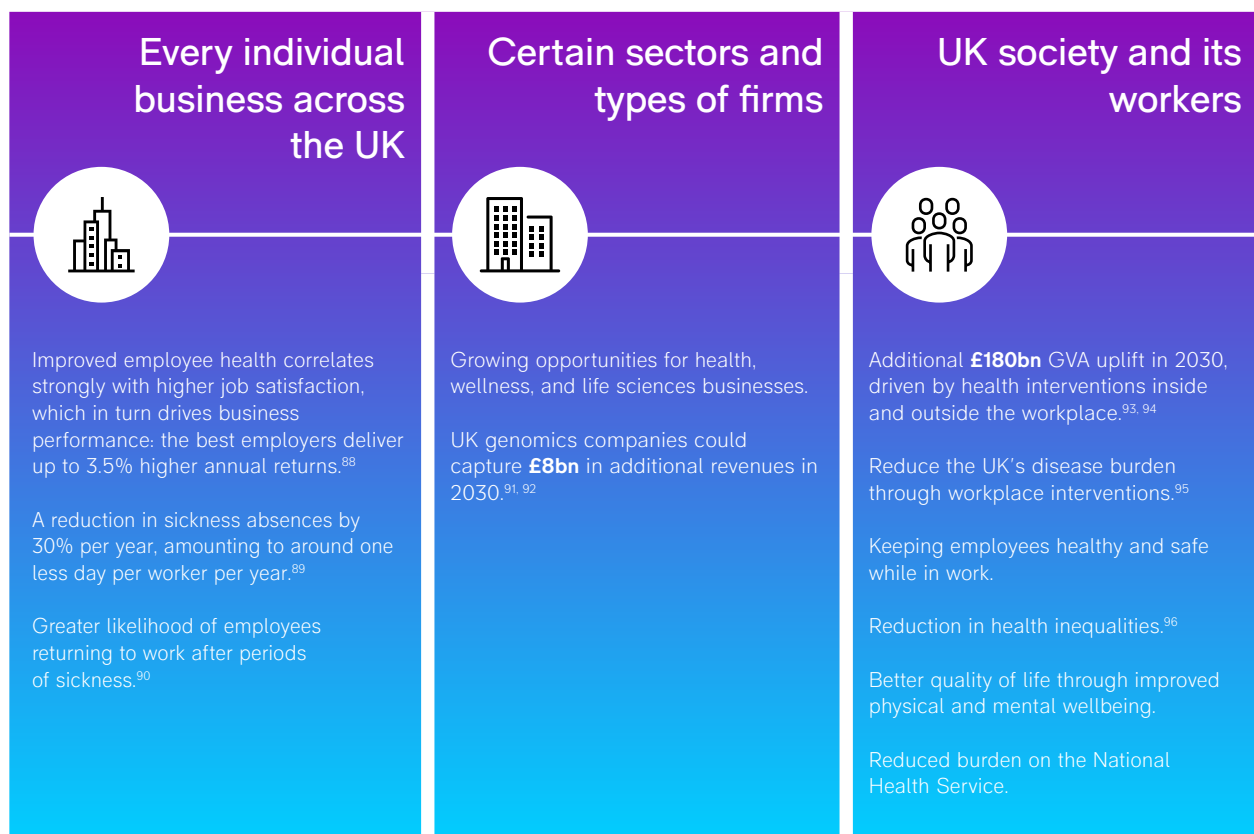 Every individual
business across
the UK
Improved employee health correlates
strongly with higher job satisfaction,
which in turn drives business
performance: the best employers deliver
up to 3.5% higher annual returns.88
A reduction in sickness absences by
30% per year, amounting to around one
less day per worker per year.89
Greater likelihood of employees
returning to work after periods
of sickness.90
Certain sectors and
types of firms
Growing opportunities for health,
wellness, and life sciences businesses.
UK genomics companies could
capture £8bn in additional revenues in
2030.91, 92
UK society and its
workers
Additional £180bn GVA uplift in 2030,
driven by health interventions inside
and outside the workplace.93, 94
Reduce the UK's disease burden
through workplace interventions.95
Keeping employees healthy and safe
while in work.
Reduction in health inequalities.96
Better quality of life through improved
physical and mental wellbeing.
Reduced burden on the National
Health Service.